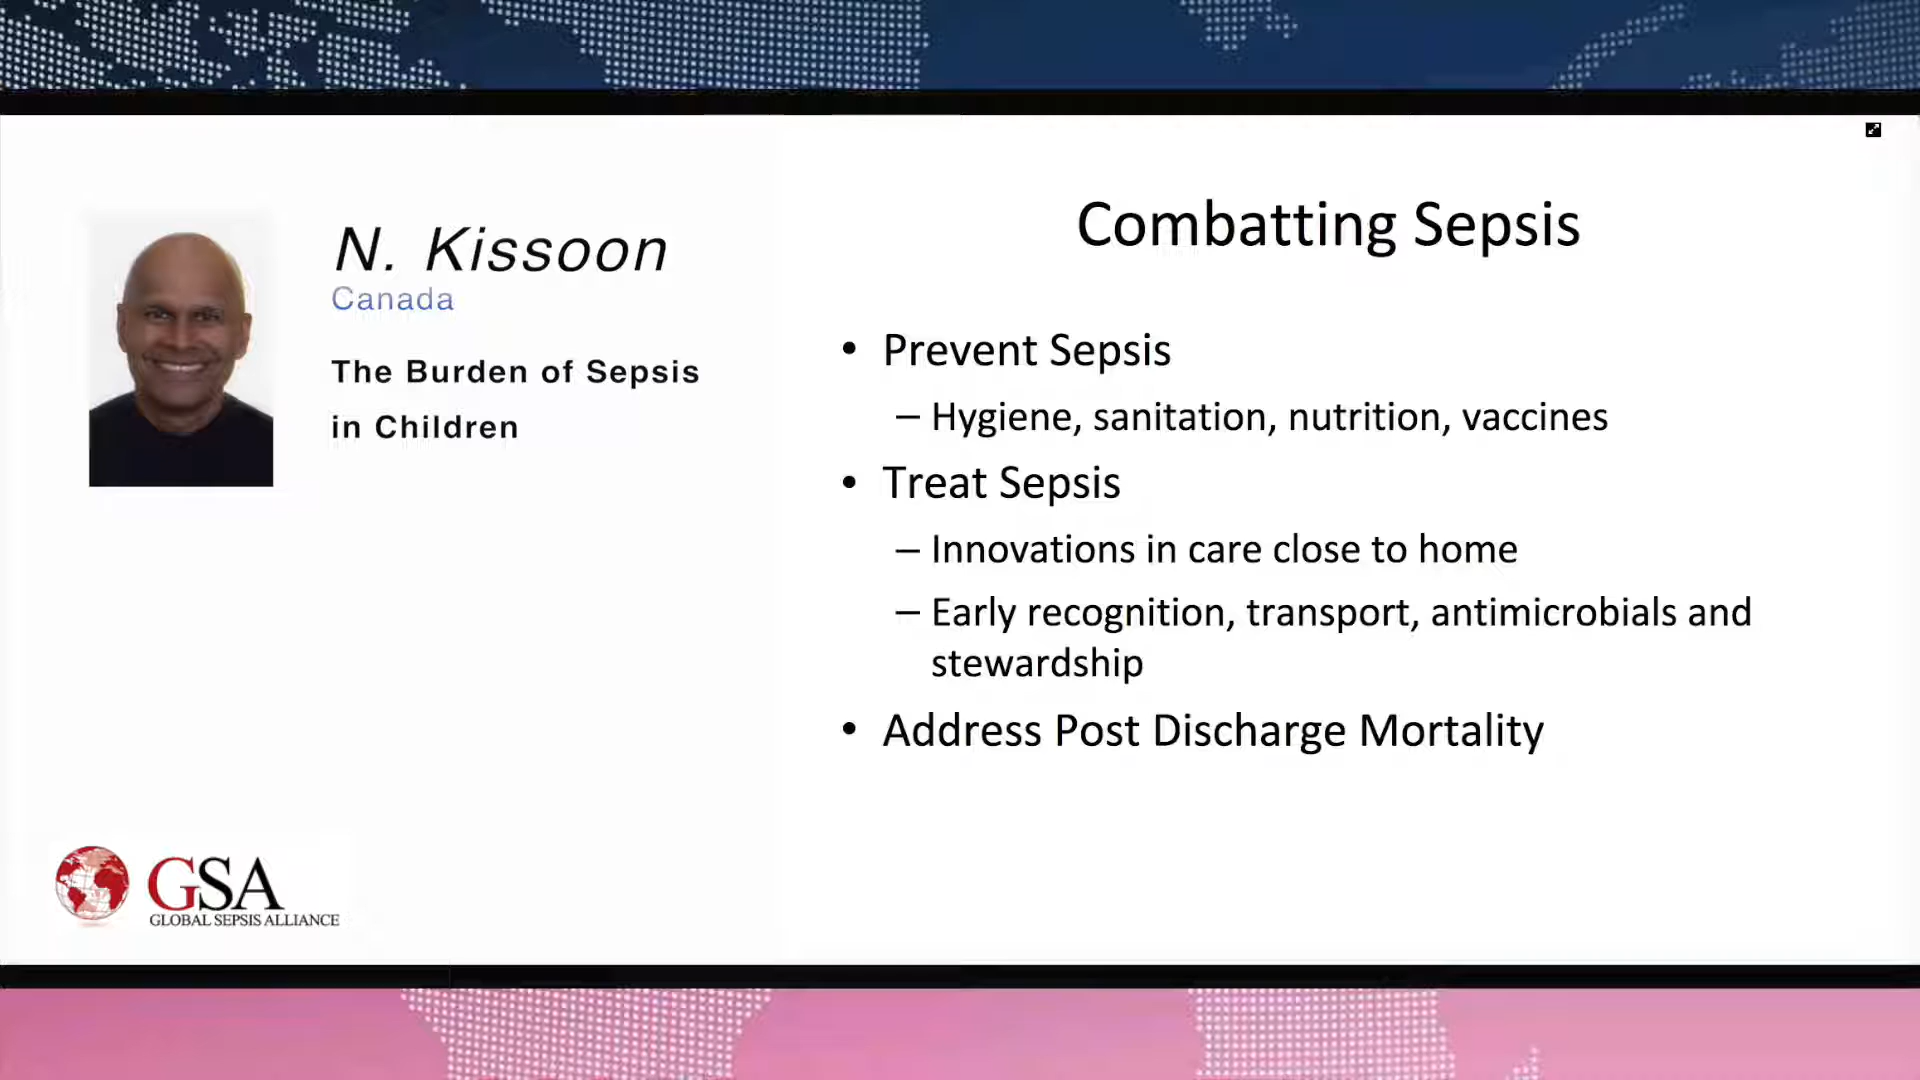 N. Kissoon
Canada
The Burden of Sepsis
in Children
GSA
GLOBAL SEPSIS ALLIANCE
Combatting Sepsis
• Prevent Sepsis
– Hygiene, sanitation, nutrition, vaccines
• Treat Sepsis
– Innovations in care close to home
– Early recognition, transport, antimicrobials and
stewardship
• Address Post Discharge Mortality